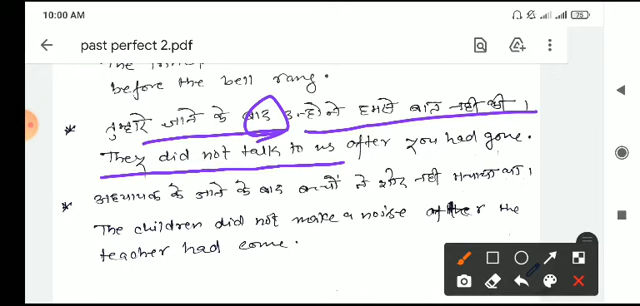 10:00 AM
75
past perfect 2.pdf
before the bell rang.
* तुम्हारे जाने के बाद उन्होंने हमसे बात नहीं की।
They did not talk to us after you had gone.
* अध्यापक के आने के बाद बच्चों ने शोर नहीं मचाया था।
The children did not make a noise after the
teacher had come.